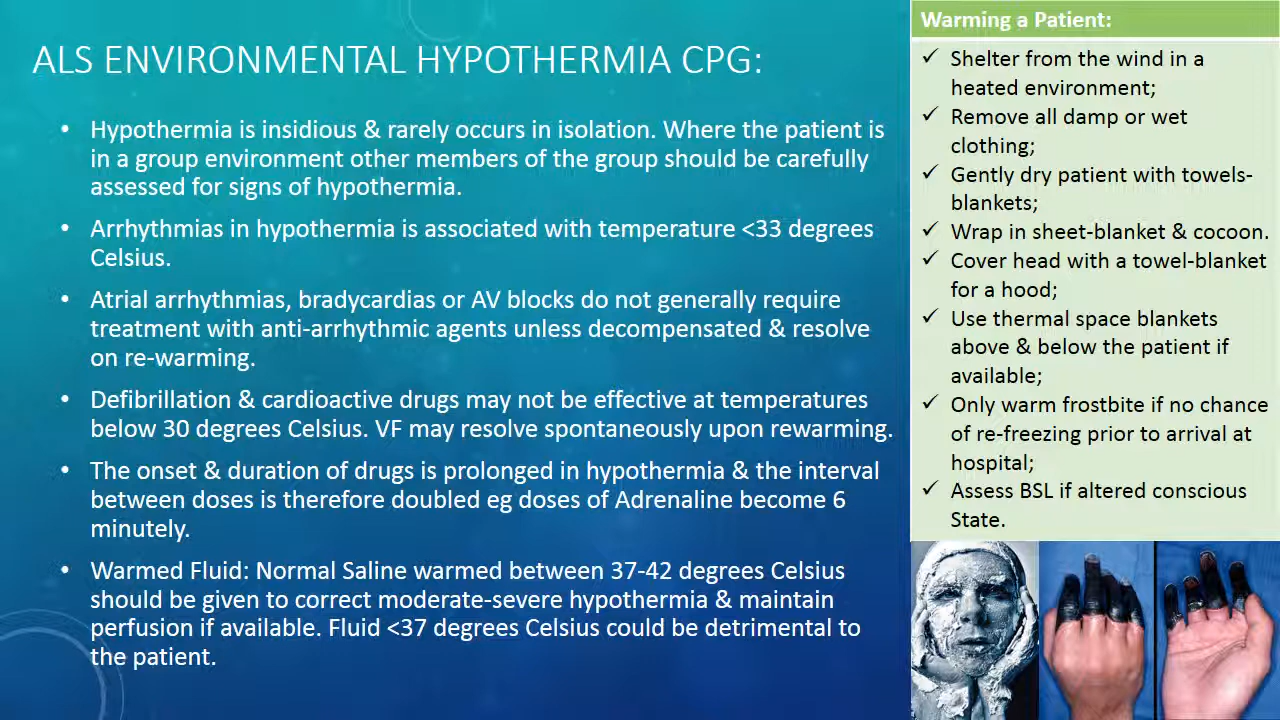 ALS ENVIRONMENTAL HYPOTHERMIA CPG:
• Hypothermia is insidious & rarely occurs in isolation. Where the patient is
in a group environment other members of the group should be carefully
assessed for signs of hypothermia.
• Arrhythmias in hypothermia is associated with temperature <33 degrees
Celsius.
• Atrial arrhythmias, bradycardias or AV blocks do not generally require
treatment with anti-arrhythmic agents unless decompensated & resolve
on re-warming.
• Defibrillation & cardioactive drugs may not be effective at temperatures
below 30 degrees Celsius. VF may resolve spontaneously upon rewarming.
• The onset & duration of drugs is prolonged in hypothermia & the interval
between doses is therefore doubled eg doses of Adrenaline become 6
minutely.
• Warmed Fluid: Normal Saline warmed between 37-42 degrees Celsius
should be given to correct moderate-severe hypothermia & maintain
perfusion if available. Fluid <37 degrees Celsius could be detrimental to
the patient.
Warming a Patient:
✓ Shelter from the wind in a
heated environment;
✓ Remove all damp or wet
clothing;
✓ Gently dry patient with towels-
blankets;
✓ Wrap in sheet-blanket & cocoon.
✓ Cover head with a towel-blanket
for a hood;
✓ Use thermal space blankets
above & below the patient if
available;
✓ Only warm frostbite if no chance
of re-freezing prior to arrival at
hospital;
✓ Assess BSL if altered conscious
State.